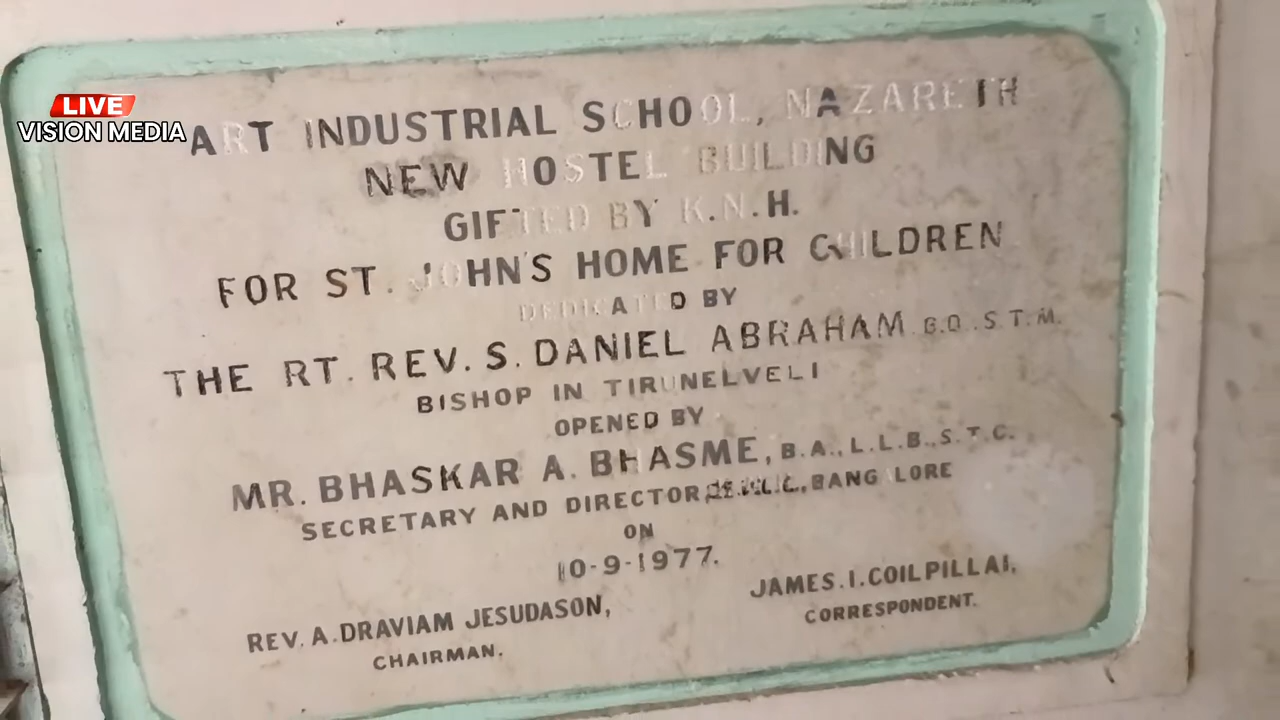 LIVE
VISION MEDIA
ART INDUSTRIAL SCHOOL, NAZARETH
NEW HOSTEL BUILDING
GIFTED BY K.N.H.
FOR ST. JOHN'S HOME FOR CHILDREN
DEDICATED BY
THE RT. REV. S. DANIEL ABRAHAM B.D., S.T.M.
BISHOP IN TIRUNELVELI
OPENED BY
MR. BHASKAR A. BHASME, B.A., L.L.B., S.T.C.
SECRETARY AND DIRECTOR BANGLORE
ON
10-9-1977.
REV. A. DRAVIAM JESUDASON,
CHAIRMAN.
JAMES. I. COILPILLAI,
CORRESPONDENT.